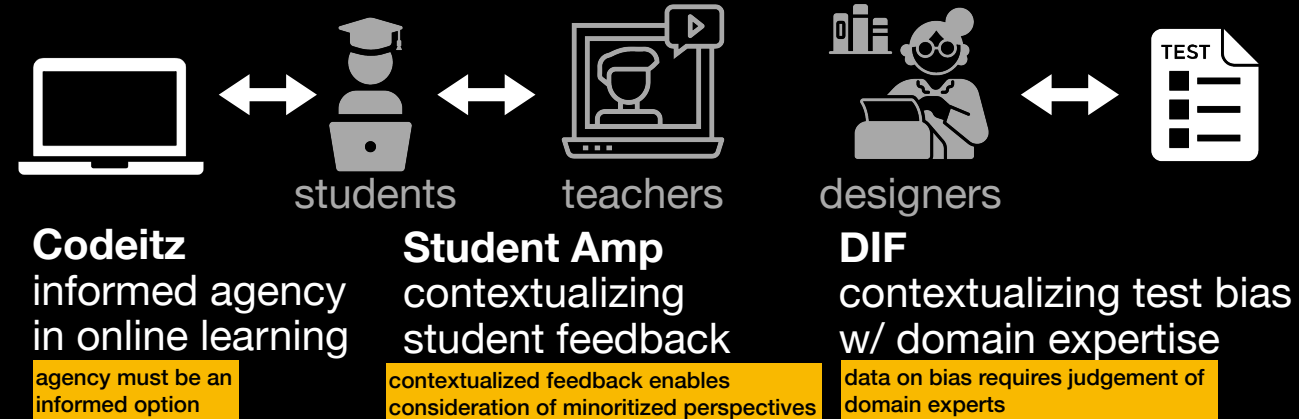 TEST
students
teachers
designers
Codeitz
informed agency
in online learning
agency must be an
informed option
Student Amp
contextualizing
student feedback
contextualized feedback enables
consideration of minoritized perspectives
DIF
contextualizing test bias
w/ domain expertise
data on bias requires judgement of
domain experts